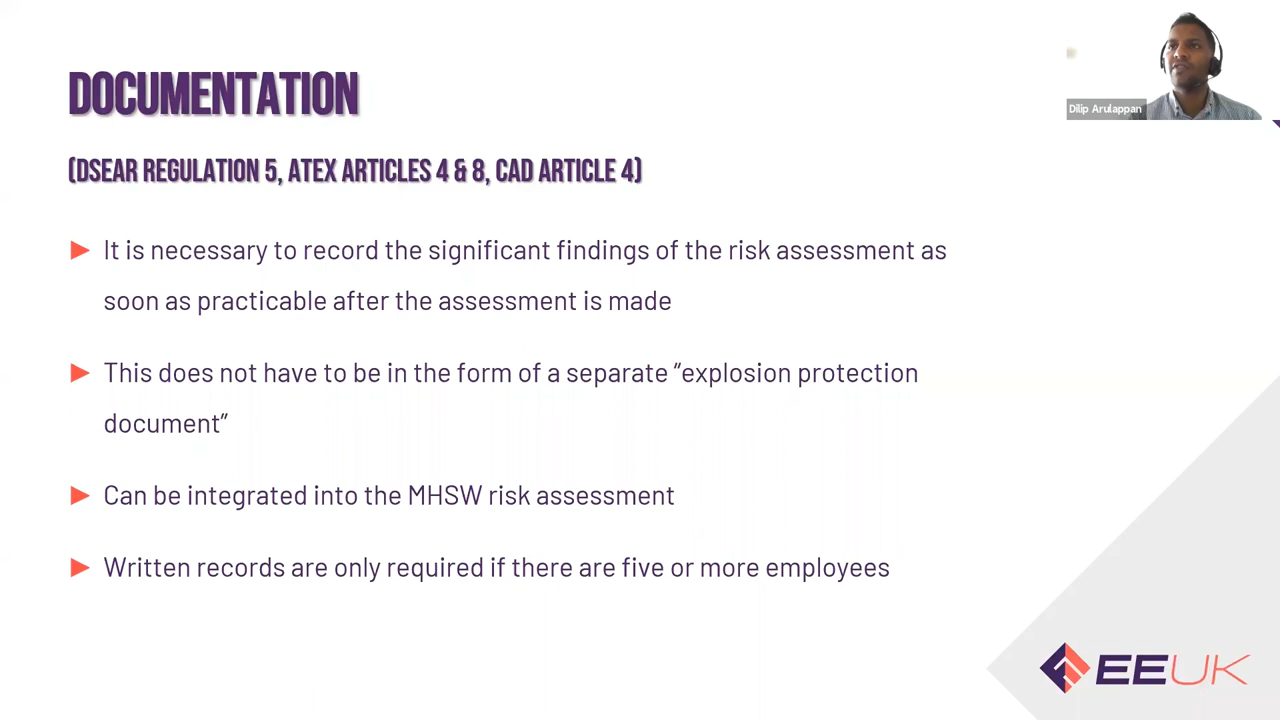 DOCUMENTATION
Dilip Arulappan
(DSEAR REGULATION 5, ATEX ARTICLES 4 & 8, CAD ARTICLE 4)
It is necessary to record the significant findings of the risk assessment as
soon as practicable after the assessment is made
This does not have to be in the form of a separate “explosion protection
document”
Can be integrated into the MHSW risk assessment
Written records are only required if there are five or more employees
EEUK